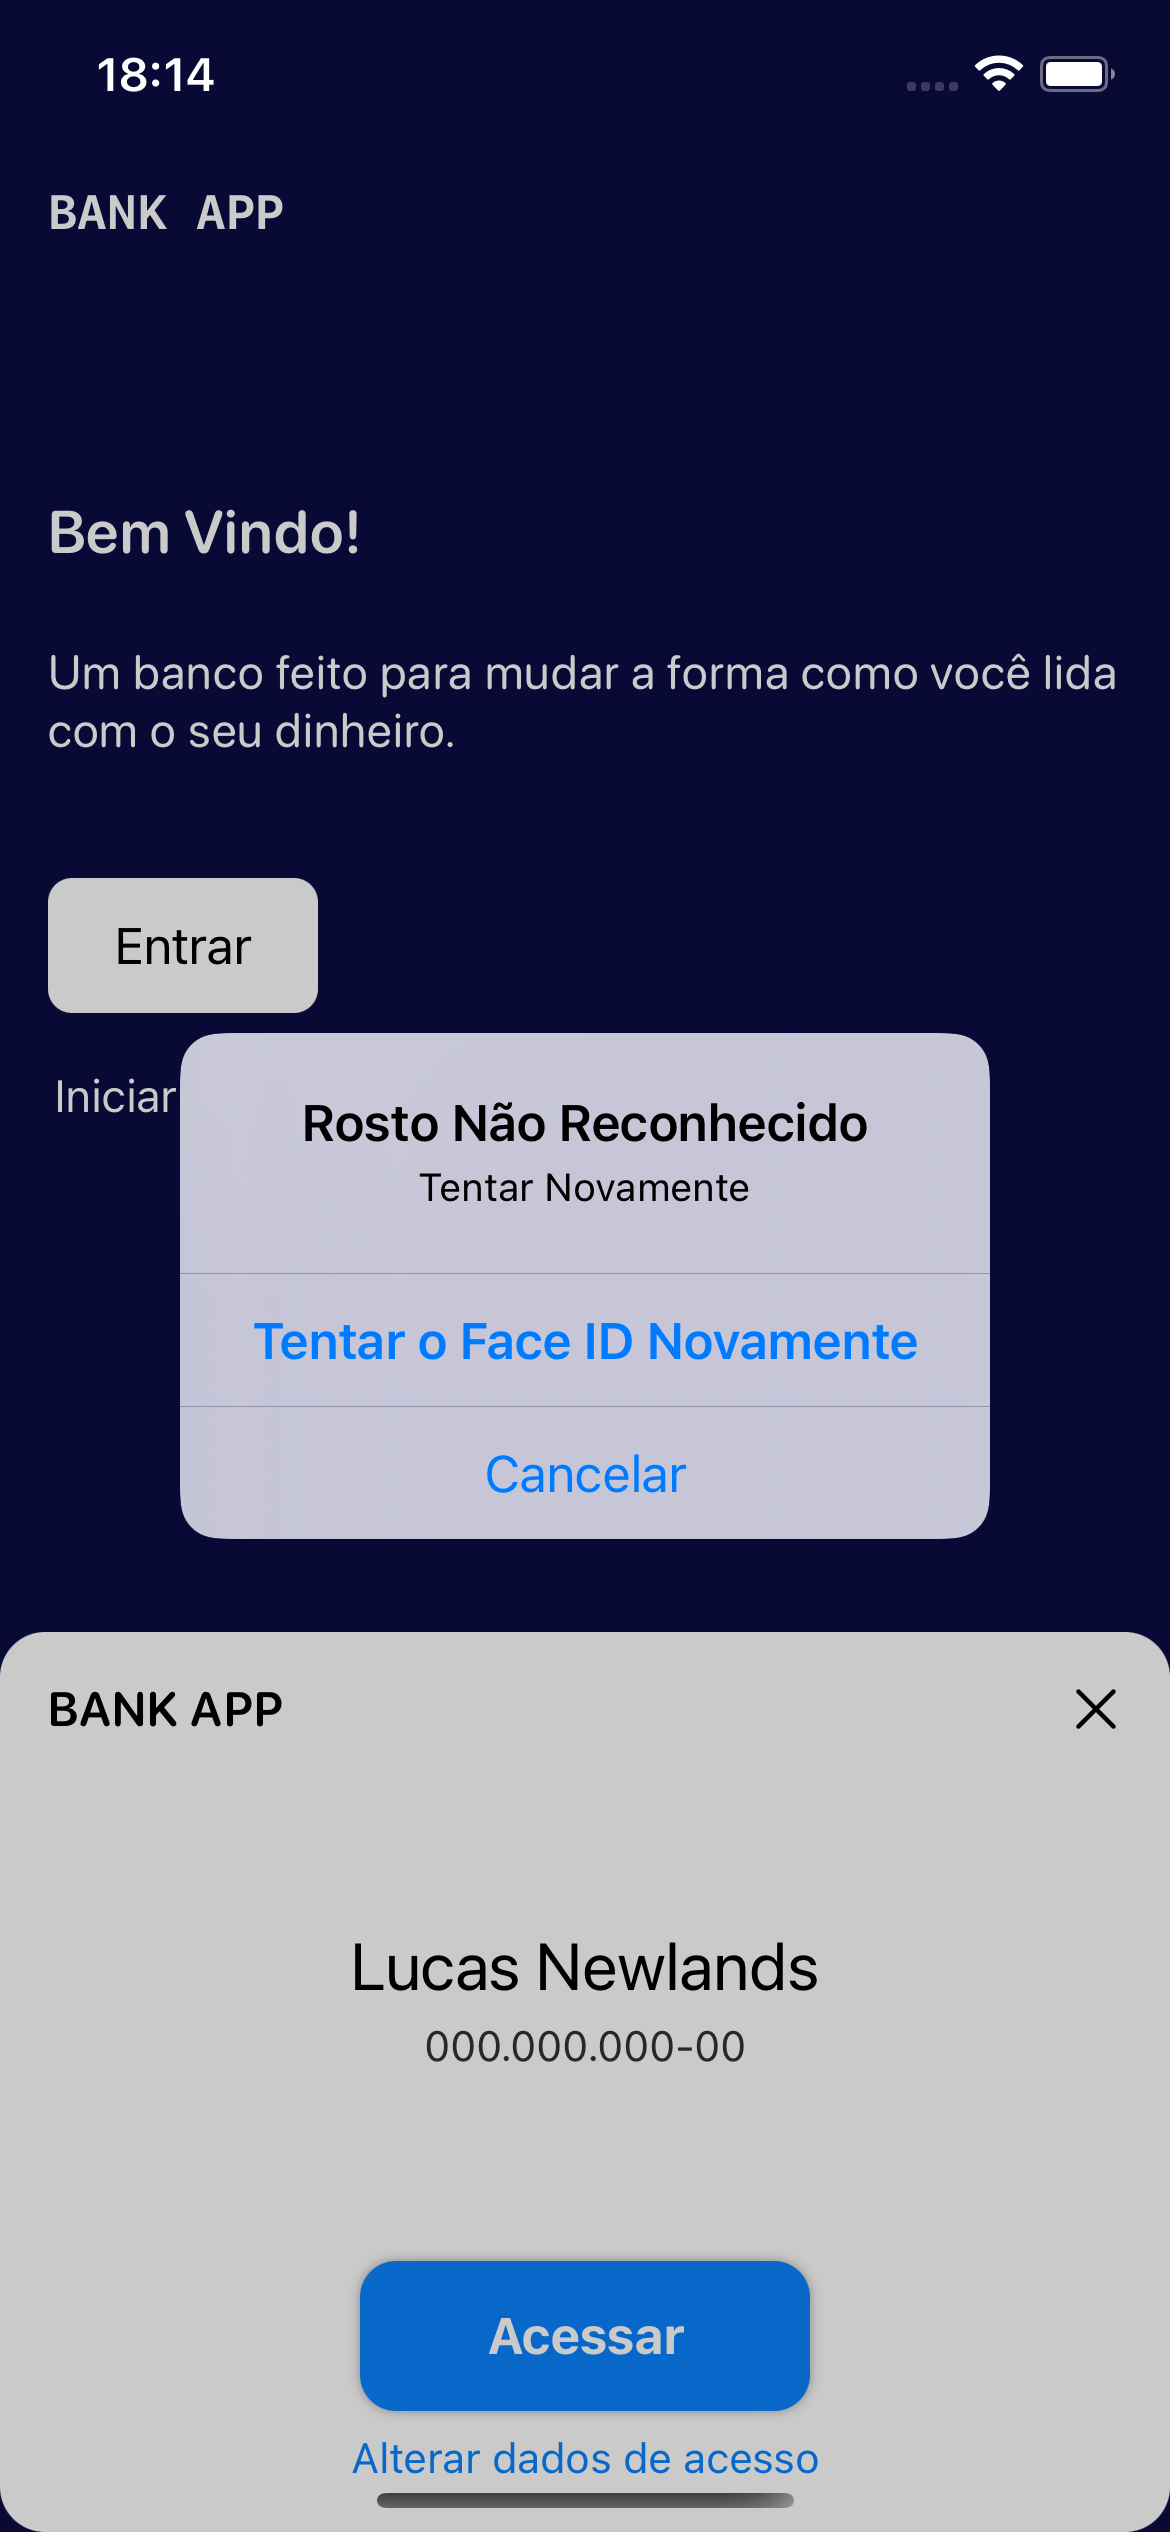 18:14
BANK APP
Bem Vindo!
Um banco feito para mudar a forma como você lida
com o seu dinheiro.
Entrar
Iniciar
Rosto Não Reconhecido
Tentar Novamente
Tentar o Face ID Novamente
Cancelar
BANK APP
Lucas Newlands
000.000.000-00
Acessar
Alterar dados de acesso